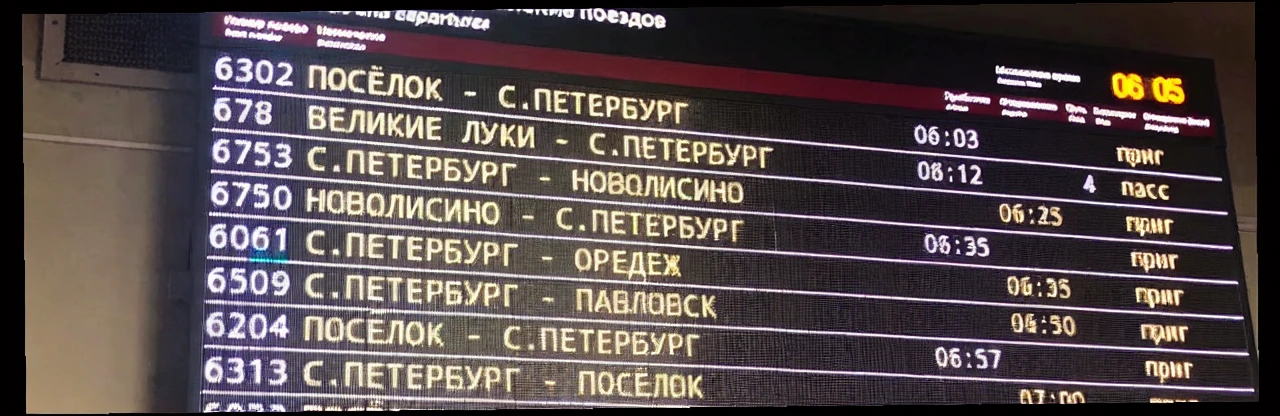 поездов
06 05
6302 ПОСЁЛОК - С.ПЕТЕРБУРГ 06:03 приг
678 ВЕЛИКИЕ ЛУКИ - С.ПЕТЕРБУРГ 06:12 4 пасс
6753 С.ПЕТЕРБУРГ - НОВОЛИСИНО 06:25 приг
6750 НОВОЛИСИНО - С.ПЕТЕРБУРГ 06:35 приг
6061 С.ПЕТЕРБУРГ - ОРЕДЕЖ 06:35 приг
6509 С.ПЕТЕРБУРГ - ПАВЛОВСК 06:50 приг
6204 ПОСЁЛОК - С.ПЕТЕРБУРГ 06:57 приг
6313 С.ПЕТЕРБУРГ - ПОСЁЛОК 07:00